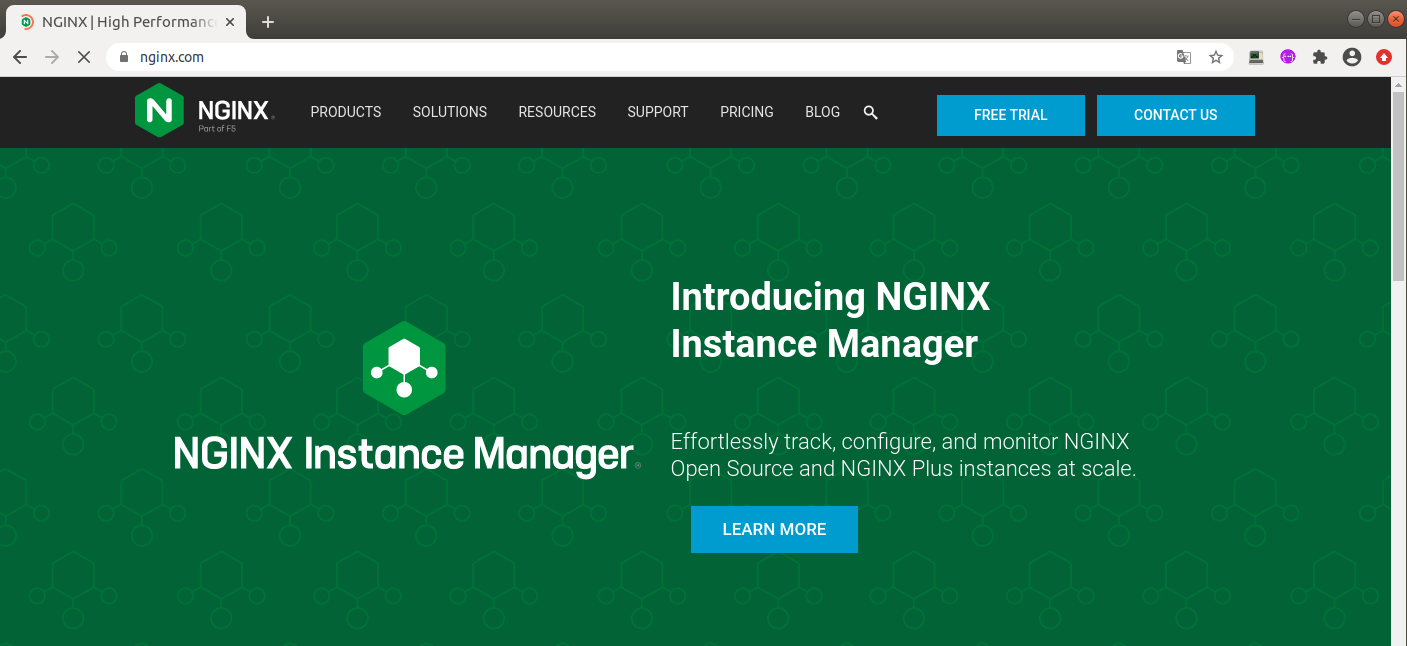 NGINX | High Performanc
nginx.com
NGINX
Part of F5
PRODUCTS
SOLUTIONS
RESOURCES
SUPPORT
PRICING
BLOG
FREE TRIAL
CONTACT US
Introducing NGINX
Instance Manager
NGINX Instance Manager
Effortlessly track, configure, and monitor NGINX
Open Source and NGINX Plus instances at scale.
LEARN MORE